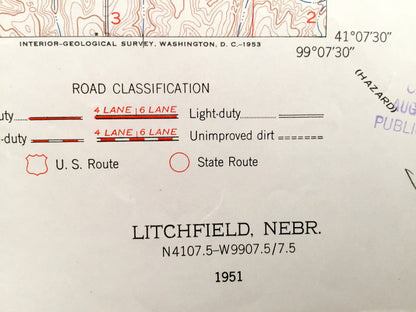 3
2
INTERIOR-GEOLOGICAL SURVEY, WASHINGTON, D. C.-1953
41°07'30"
99°07'30"
(HAZARD)
ROAD CLASSIFICATION
4 LANE 6 LANE
Light-duty
4 LANE 6 LANE
-duty
Unimproved dirt
U. S. Route
State Route
LITCHFIELD, NEBR.
N4107.5-W9907.5/7.5
1951